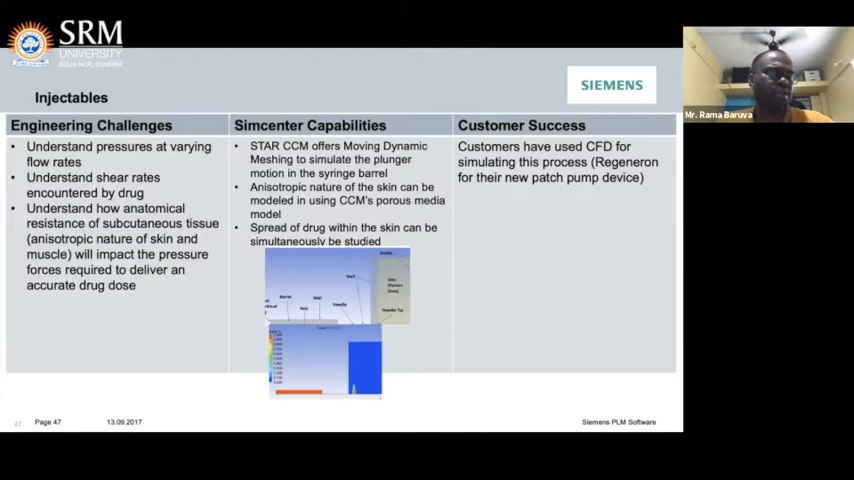 SRM
UNIVERSITY
DELHI-NCR, SONEPAT
SIEMENS
Mr. Rama Baruva
Injectables
Engineering Challenges
• Understand pressures at varying
flow rates
• Understand shear rates
encountered by drug
• Understand how anatomical
resistance of subcutaneous tissue
(anisotropic nature of skin and
muscle) will impact the pressure
forces required to deliver an
accurate drug dose
Simcenter Capabilities
• STAR CCM offers Moving Dynamic
Meshing to simulate the plunger
motion in the syringe barrel
• Anisotropic nature of the skin can be
modeled in using CCM's porous media
model
• Spread of drug within the skin can be
simultaneously be studied
Wall
Barrel
Wall
Axis
Needle
Needle Tip
Customer Success
Customers have used CFD for
simulating this process (Regeneron
for their new patch pump device)
47
Page 47
13.09.2017
Siemens PLM Software